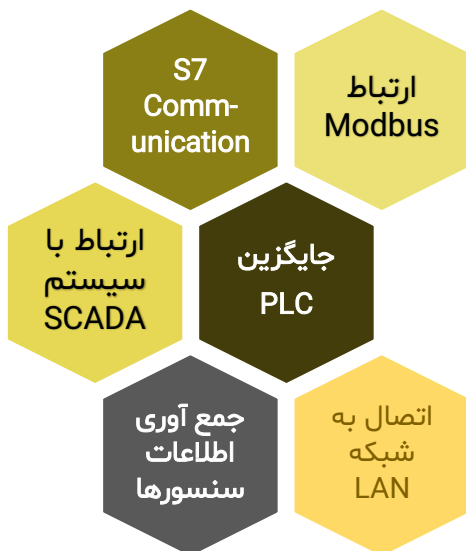 S7
Comm-
unication
ارتباط
Modbus
ارتباط با
سیستم
SCADA
جایگزین
PLC
جمع آوری
اطلاعات
سنسورها
اتصال به
شبکه
LAN